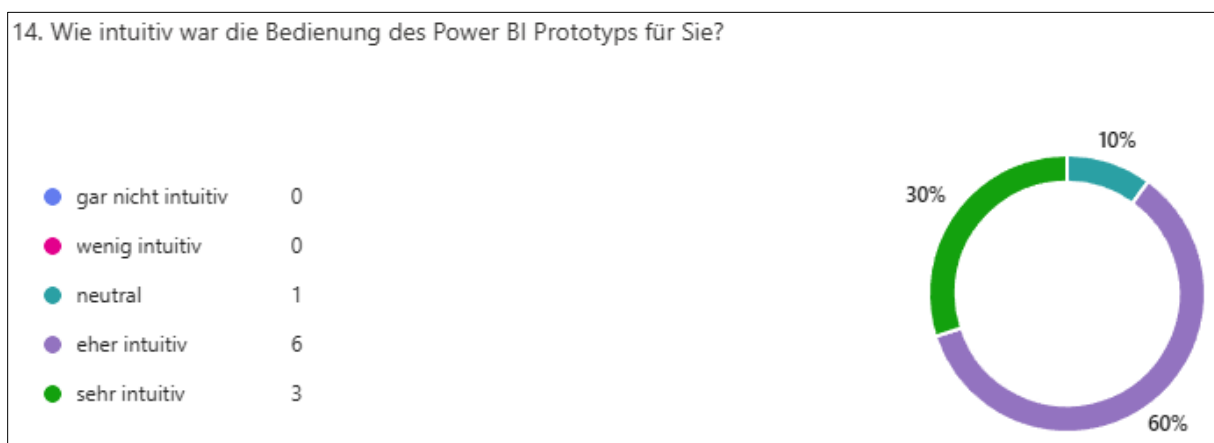 14. Wie intuitiv war die Bedienung des Power BI Prototyps für Sie?
10%
30%
gar nicht intuitiv 0
wenig intuitiv 0
neutral 1
eher intuitiv 6
sehr intuitiv 3
60%